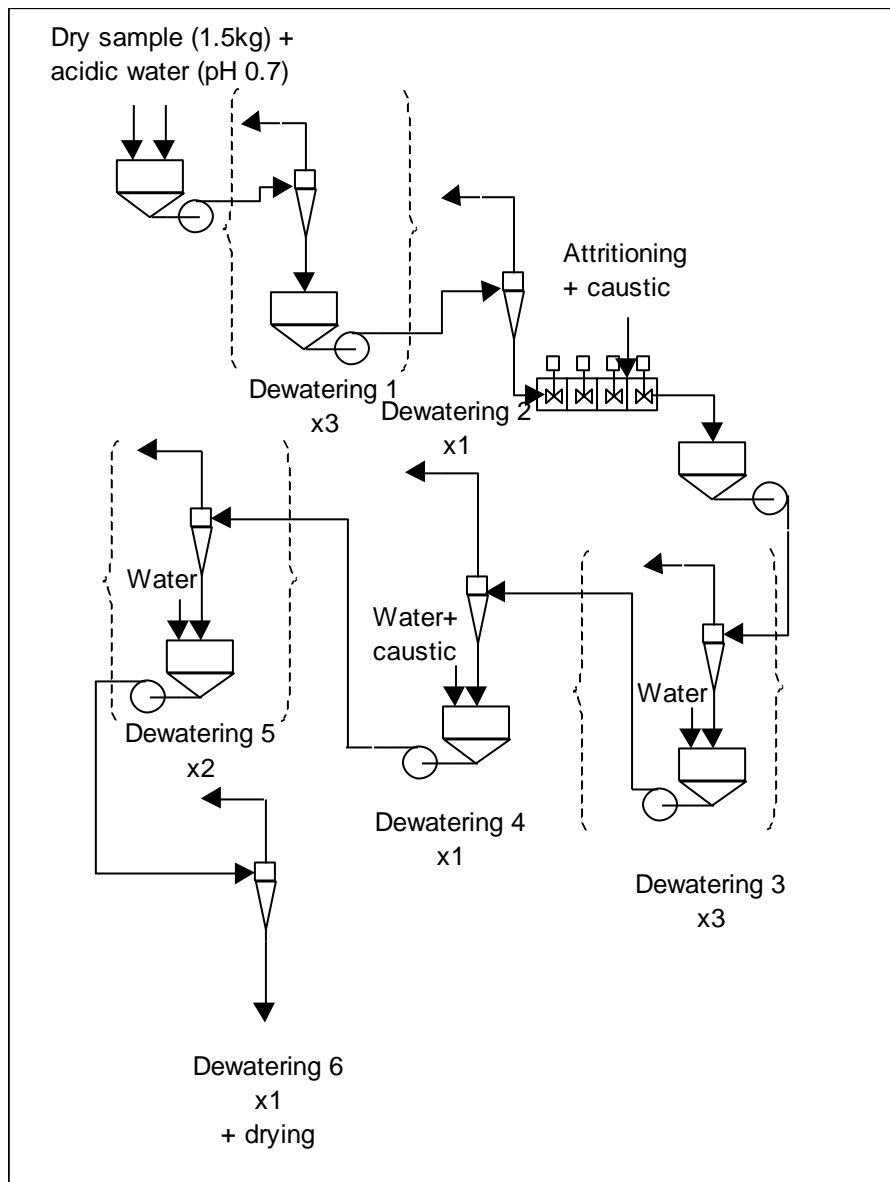 Dry sample (1.5kg) +
acidic water (pH 0.7)
Attritioning
+ caustic
Dewatering 1
x3
Dewatering 2
x1
Water
Water+
caustic
Water
Dewatering 5
x2
Dewatering 4
x1
Dewatering 3
x3
Dewatering 6
x1
+ drying